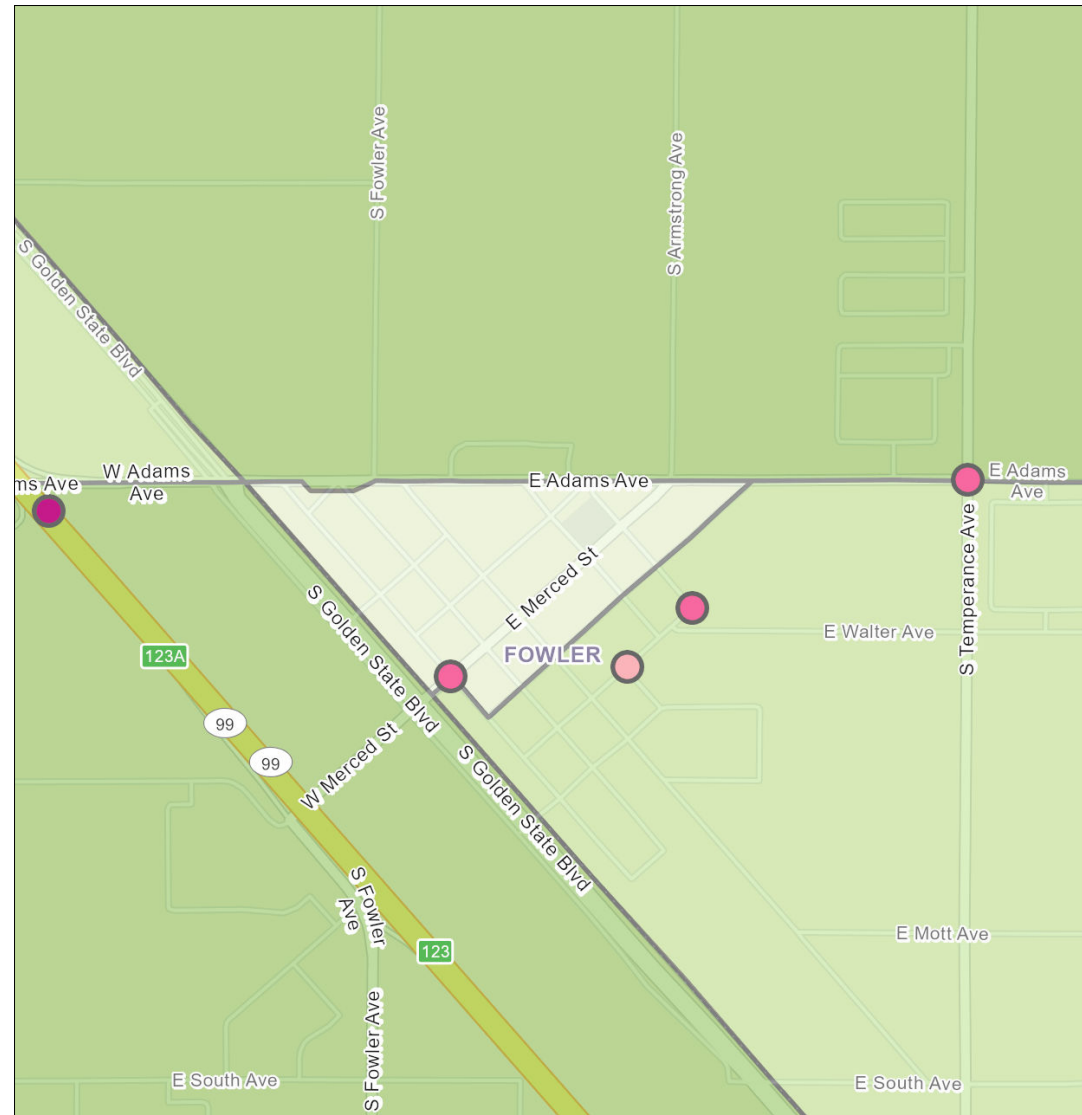 S Fowler Ave
S Armstrong Ave
S Golden State Blvd
W Adams
Ave
ms Ave
E Adams Ave
E Adams
Ave
S Temperance Ave
E Merced St
S Golden State Blvd
E Walter Ave
FOWLER
123A
99
99
W Merced St
S Golden State Blvd
S Fowler
Ave
123
E Mott Ave
S Fowler Ave
E South Ave
E South Ave